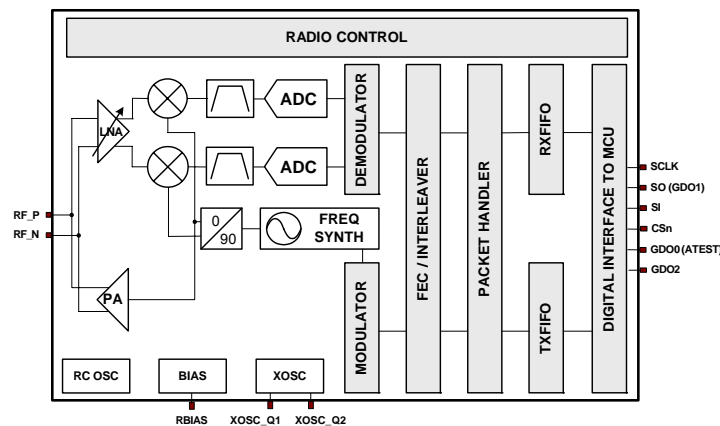 RADIO CONTROL
LNA
ADC
ADC
DEMODULATOR
FEC / INTERLEAVER
PACKET HANDLER
RXFIFO
DIGITAL INTERFACE TO MCU
SCLK
SO (GDO1)
SI
CSn
GDO0 (ATEST)
GDO2
RF_P
RF_N
0
90
FREQ
SYNTH
PA
MODULATOR
TXFIFO
RC OSC
BIAS
XOSC
RBIAS
XOSC_Q1
XOSC_Q2